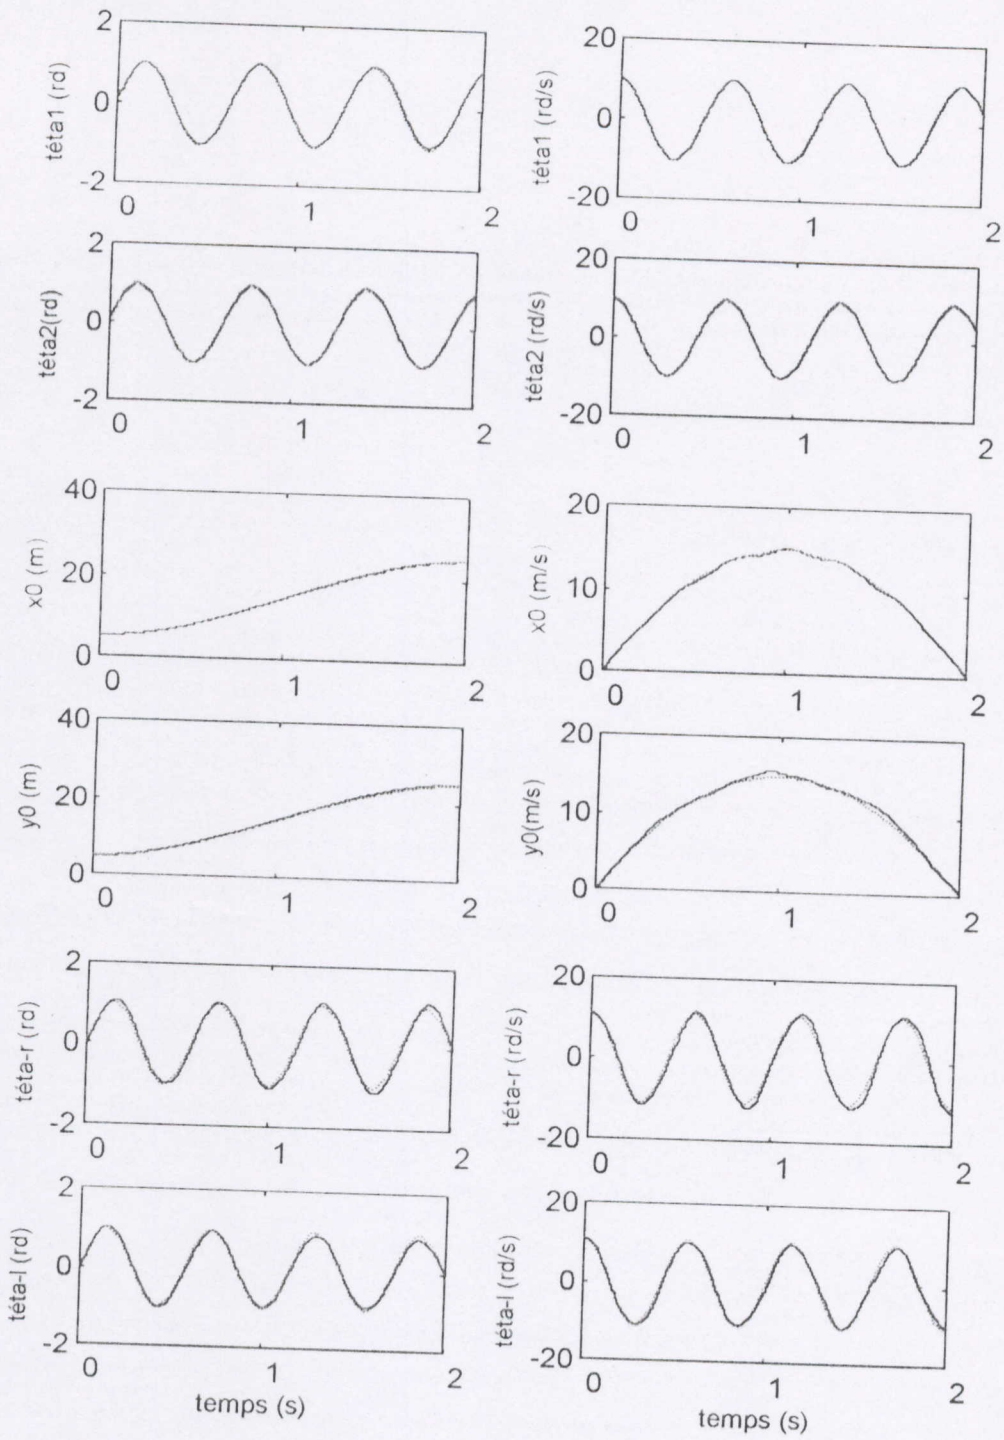 2
0
-2
téta1 (rd)
0 1 2
20
0
-20
téta1 (rd/s)
0 1 2
2
0
-2
téta2(rd)
0 1 2
20
0
-20
téta2 (rd/s)
0 1 2
40
20
0
x0 (m)
0 1 2
20
10
0
x0 (m/s)
0 1 2
40
20
0
y0 (m)
0 1 2
20
10
0
y0(m/s)
0 1 2
2
0
-2
téta-r (rd)
0 1 2
20
0
-20
téta-r (rd/s)
0 1 2
2
0
-2
téta-l (rd)
0 1 2
temps (s)
20
0
-20
téta-l (rd/s)
0 1 2
temps (s)